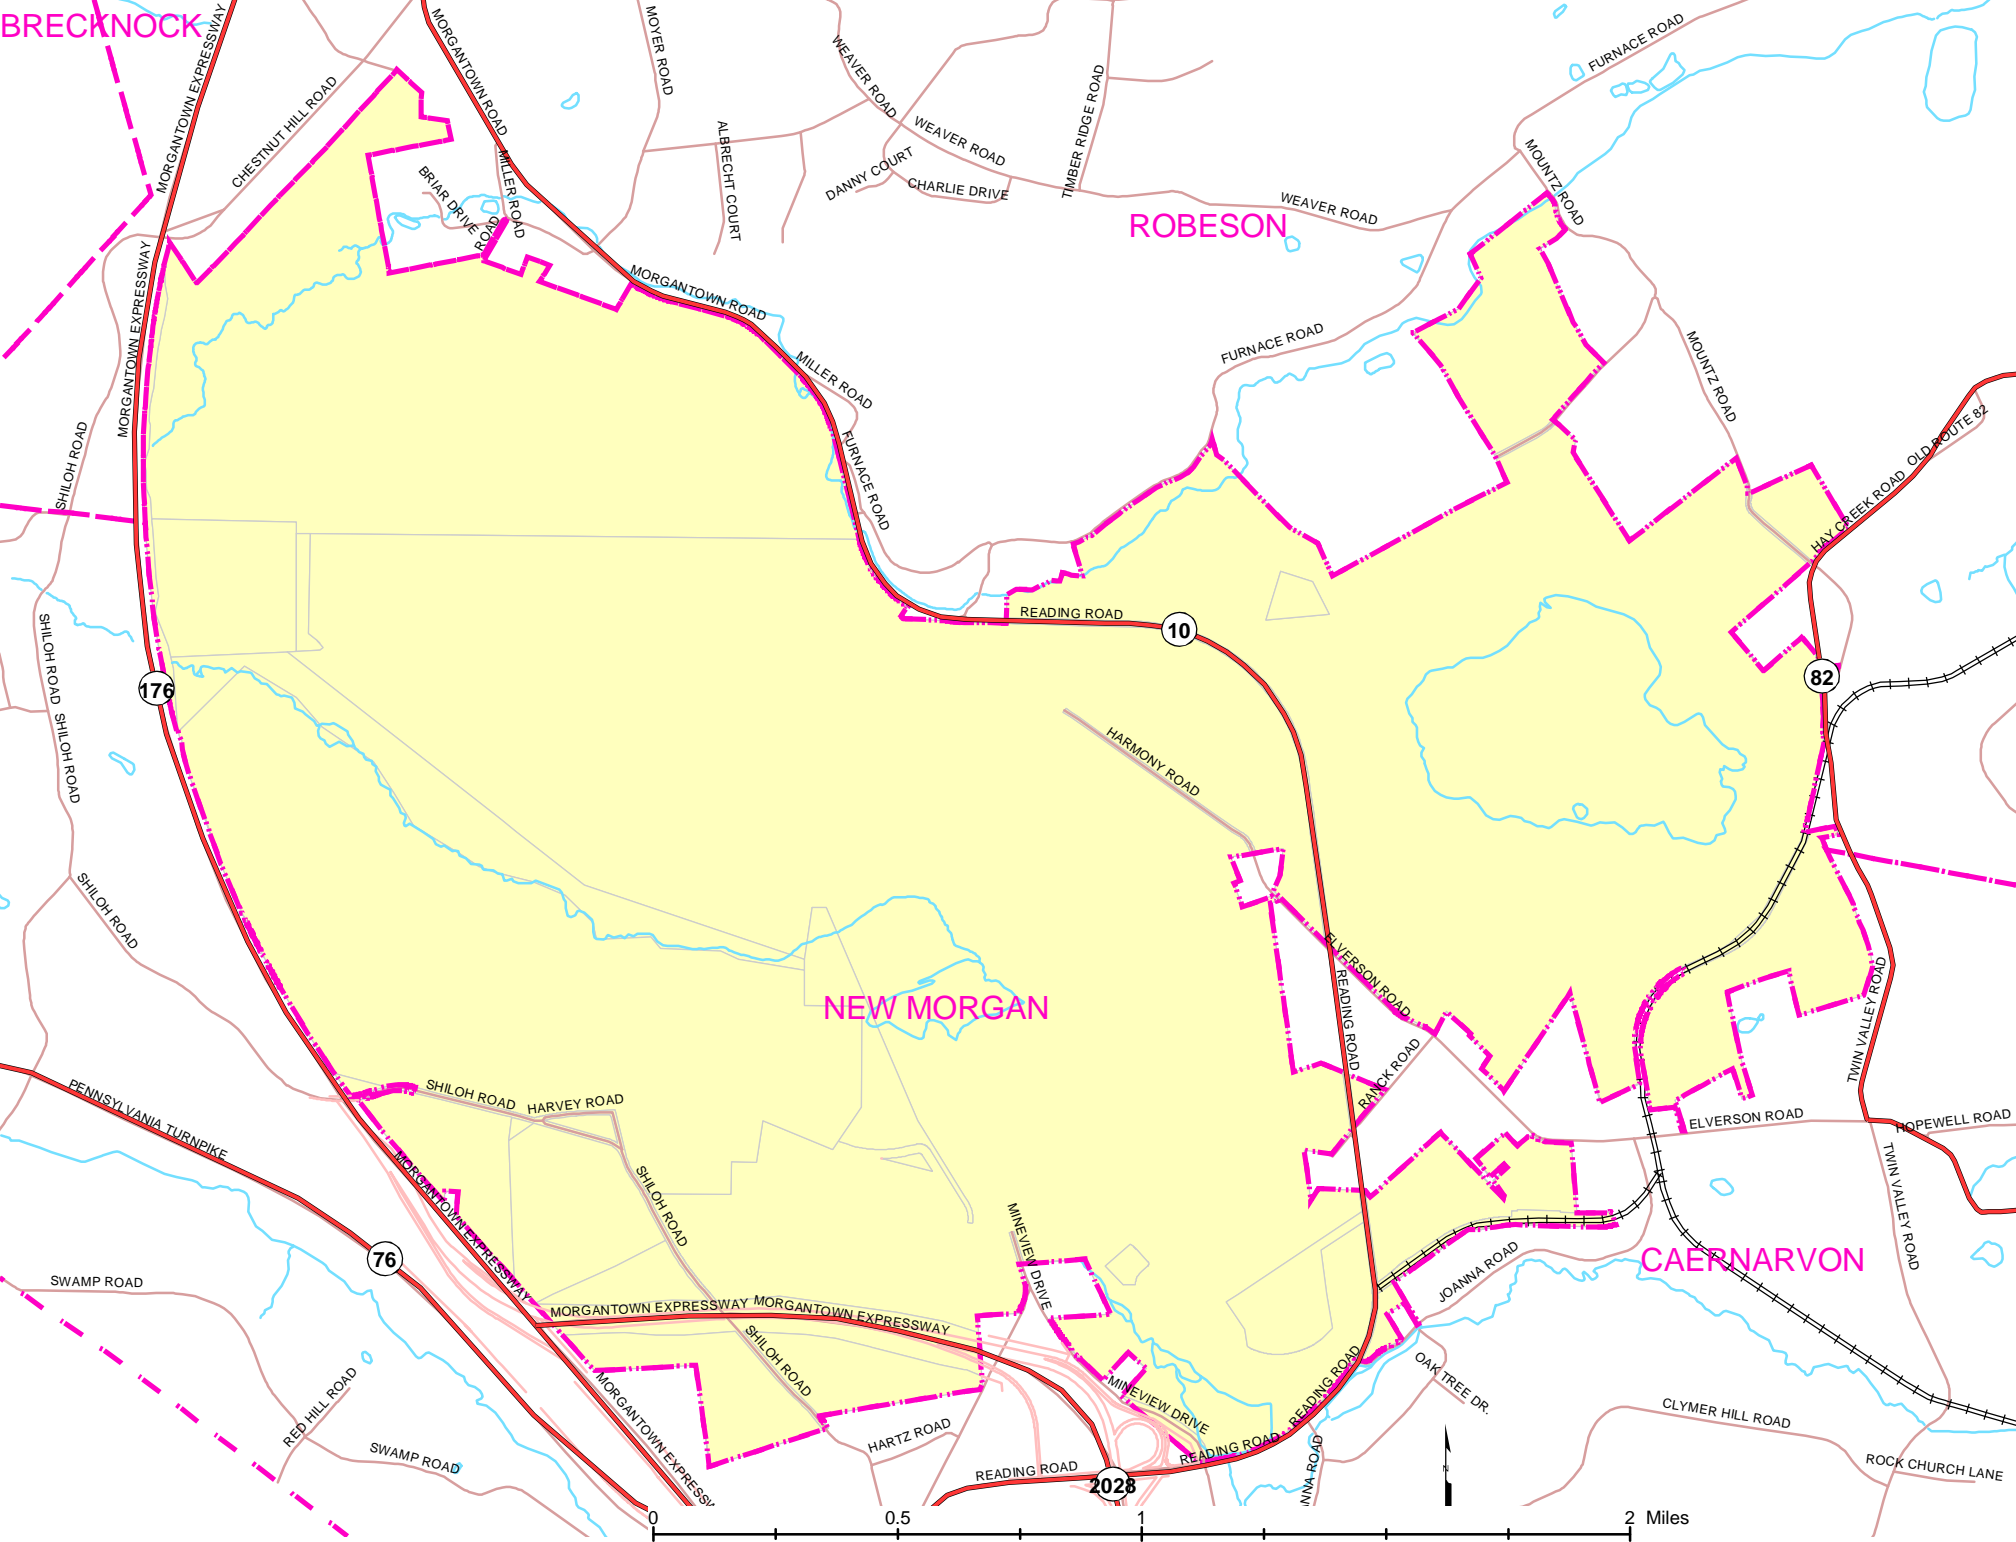 BRECKNOCK
MORGANTOWN EXPRESSWAY
MORGANTOWN ROAD
MOYER ROAD
WEAVER ROAD
FURNACE ROAD
CHESTNUT HILL ROAD
ALBRECHT COURT
WEAVER ROAD
TIMBER RIDGE ROAD
MILLER ROAD
BRIAR DRIVE
ROAD
DANNY COURT
CHARLIE DRIVE
MOUNTZ ROAD
WEAVER ROAD
ROBESON
MORGANTOWN EXPRESSWAY
MORGANTOWN ROAD
FURNACE ROAD
MILLER ROAD
MOUNTZ ROAD
SHILOH ROAD
FURNACE ROAD
OLD ROUTE 82
HAY CREEK ROAD
READING ROAD
10
SHILOH ROAD
176
82
SHILOH ROAD
HARMONY ROAD
SHILOH ROAD
ELVERSON ROAD
NEW MORGAN
READING ROAD
TWIN VALLEY ROAD
RANCK ROAD
PENNSYLVANIA TURNPIKE
SHILOH ROAD
HARVEY ROAD
ELVERSON ROAD
HOPEWELL ROAD
MORGANTOWN EXPRESSWAY
SHILOH ROAD
MINEVIEW DRIVE
TWIN VALLEY ROAD
76
CAERNARVON
JOANNA ROAD
SWAMP ROAD
MORGANTOWN EXPRESSWAY
MORGANTOWN EXPRESSWAY
SHILOH ROAD
READING ROAD
OAK TREE DR.
RED HILL ROAD
MORGANTOWN EXPRESSW
MINEVIEW DRIVE
CLYMER HILL ROAD
HARTZ ROAD
SWAMP ROAD
READING ROAD
READING ROAD
NNA ROAD
ROCK CHURCH LANE
2028
N
0 0.5 1 2 Miles